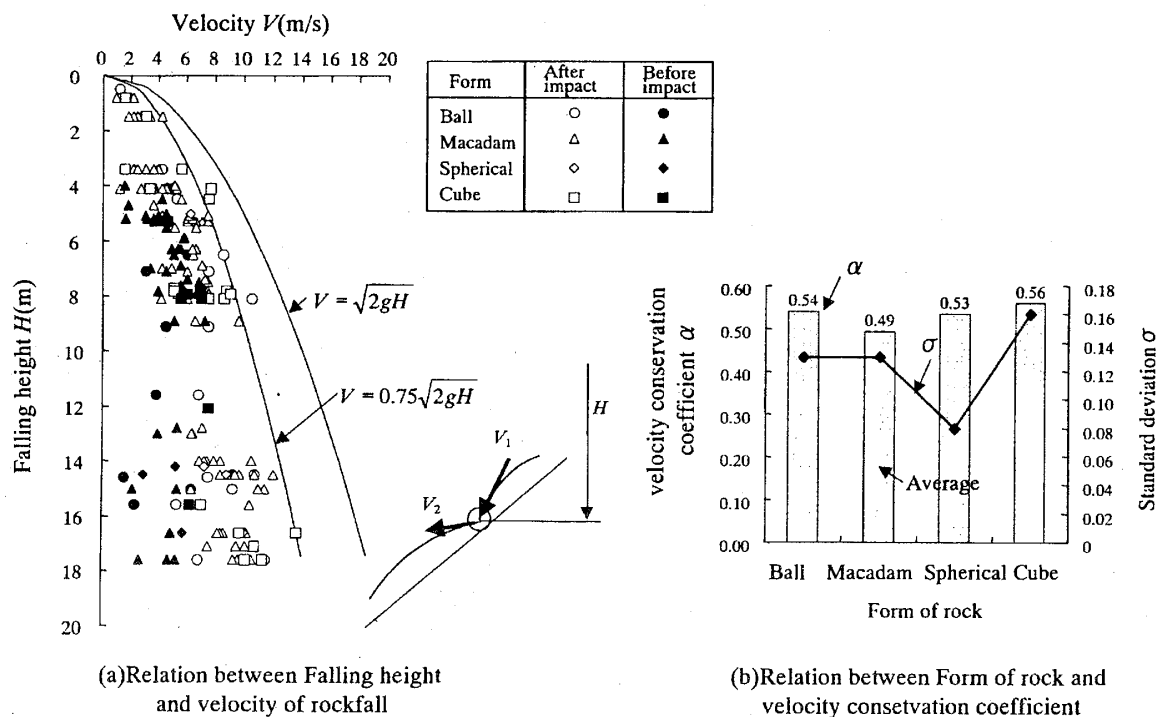 Velocity V(m/s)
0 2 4 6 8 10 12 14 16 18 20
Falling height H(m)
0
2
4
6
8
10
12
14
16
18
20
V = √2gH
V = 0.75√2gH
H
V₁
V₂
Form After impact Before impact
Ball
Macadam
Spherical
Cube
(a)Relation between Falling height
and velocity of rockfall
velocity conservation
coefficient α
0.60
0.50
0.40
0.30
0.20
0.10
0.00
0.54
0.49
0.53
0.56
α
σ
Average
0.18
0.16
0.14
0.12
0.10
0.08
0.06
0.04
0.02
0
Standard deviation σ
Ball Macadam Spherical Cube
Form of rock
(b)Relation between Form of rock and
velocity consetvation coefficient